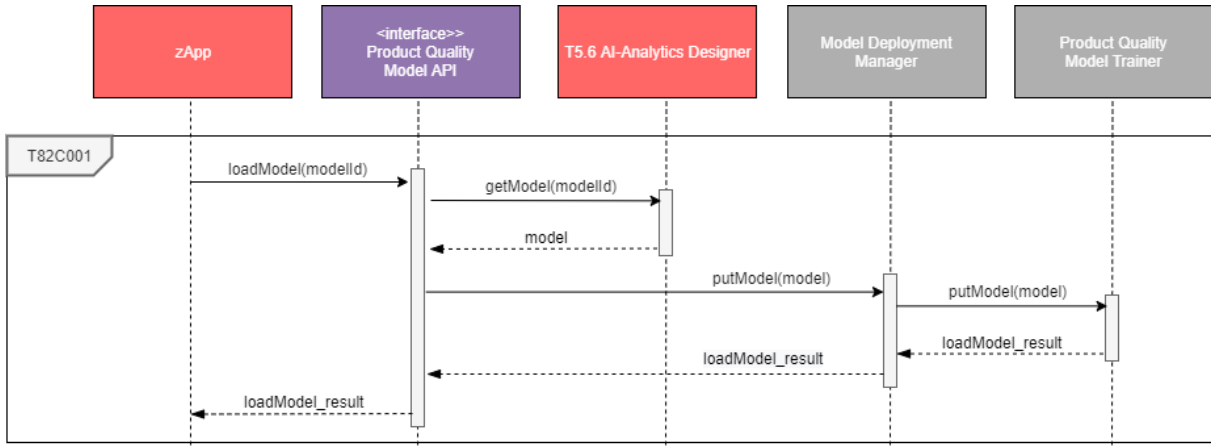 zApp
<interface>>
Product Quality
Model API
T5.6 AI-Analytics Designer
Model Deployment
Manager
Product Quality
Model Trainer
T82C001
loadModel(modelId)
getModel(modelId)
model
putModel(model)
putModel(model)
loadModel_result
loadModel_result
loadModel_result